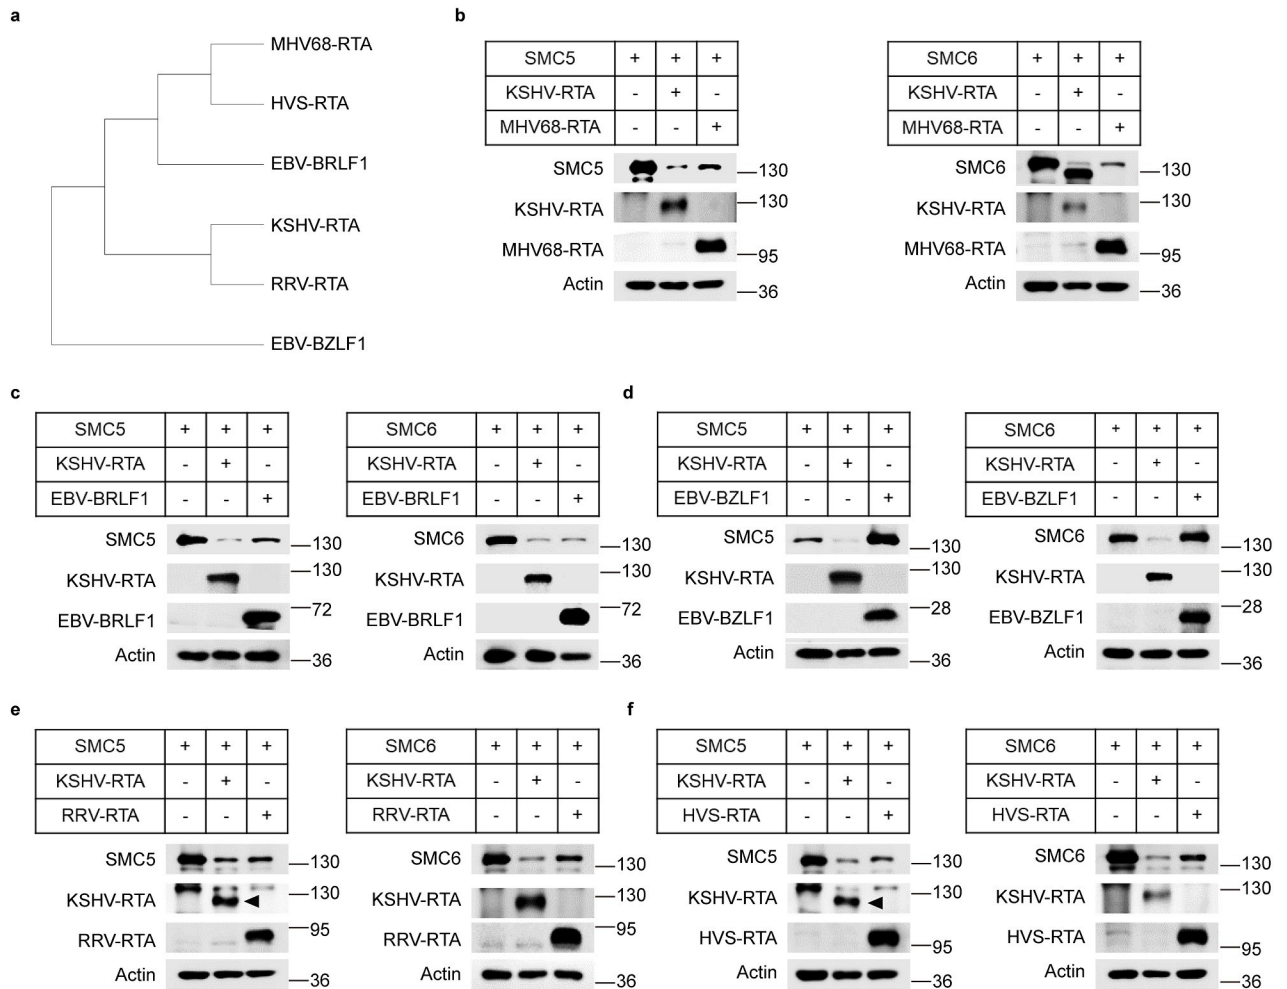 a
MHV68-RTA
HVS-RTA
EBV-BRLF1
KSHV-RTA
RRV-RTA
EBV-BZLF1
b
SMC5 + + +
KSHV-RTA - + -
MHV68-RTA - - +
SMC5 130
KSHV-RTA 130
MHV68-RTA 95
Actin 36
SMC6 + + +
KSHV-RTA - + -
MHV68-RTA - - +
SMC6 130
KSHV-RTA 130
MHV68-RTA 95
Actin 36
c
SMC5 + + +
KSHV-RTA - + -
EBV-BRLF1 - - +
SMC5 130
KSHV-RTA 130
EBV-BRLF1 72
Actin 36
SMC6 + + +
KSHV-RTA - + -
EBV-BRLF1 - - +
SMC6 130
KSHV-RTA 130
EBV-BRLF1 72
Actin 36
d
SMC5 + + +
KSHV-RTA - + -
EBV-BZLF1 - - +
SMC5 130
KSHV-RTA 130
EBV-BZLF1 28
Actin 36
SMC6 + + +
KSHV-RTA - + -
EBV-BZLF1 - - +
SMC6 130
KSHV-RTA 130
EBV-BZLF1 28
Actin 36
e
SMC5 + + +
KSHV-RTA - + -
RRV-RTA - - +
SMC5 130
KSHV-RTA 130
RRV-RTA 95
Actin 36
SMC6 + + +
KSHV-RTA - + -
RRV-RTA - - +
SMC6 130
KSHV-RTA 130
RRV-RTA 95
Actin 36
f
SMC5 + + +
KSHV-RTA - + -
HVS-RTA - - +
SMC5 130
KSHV-RTA 130
HVS-RTA 95
Actin 36
SMC6 + + +
KSHV-RTA - + -
HVS-RTA - - +
SMC6 130
KSHV-RTA 130
HVS-RTA 95
Actin 36